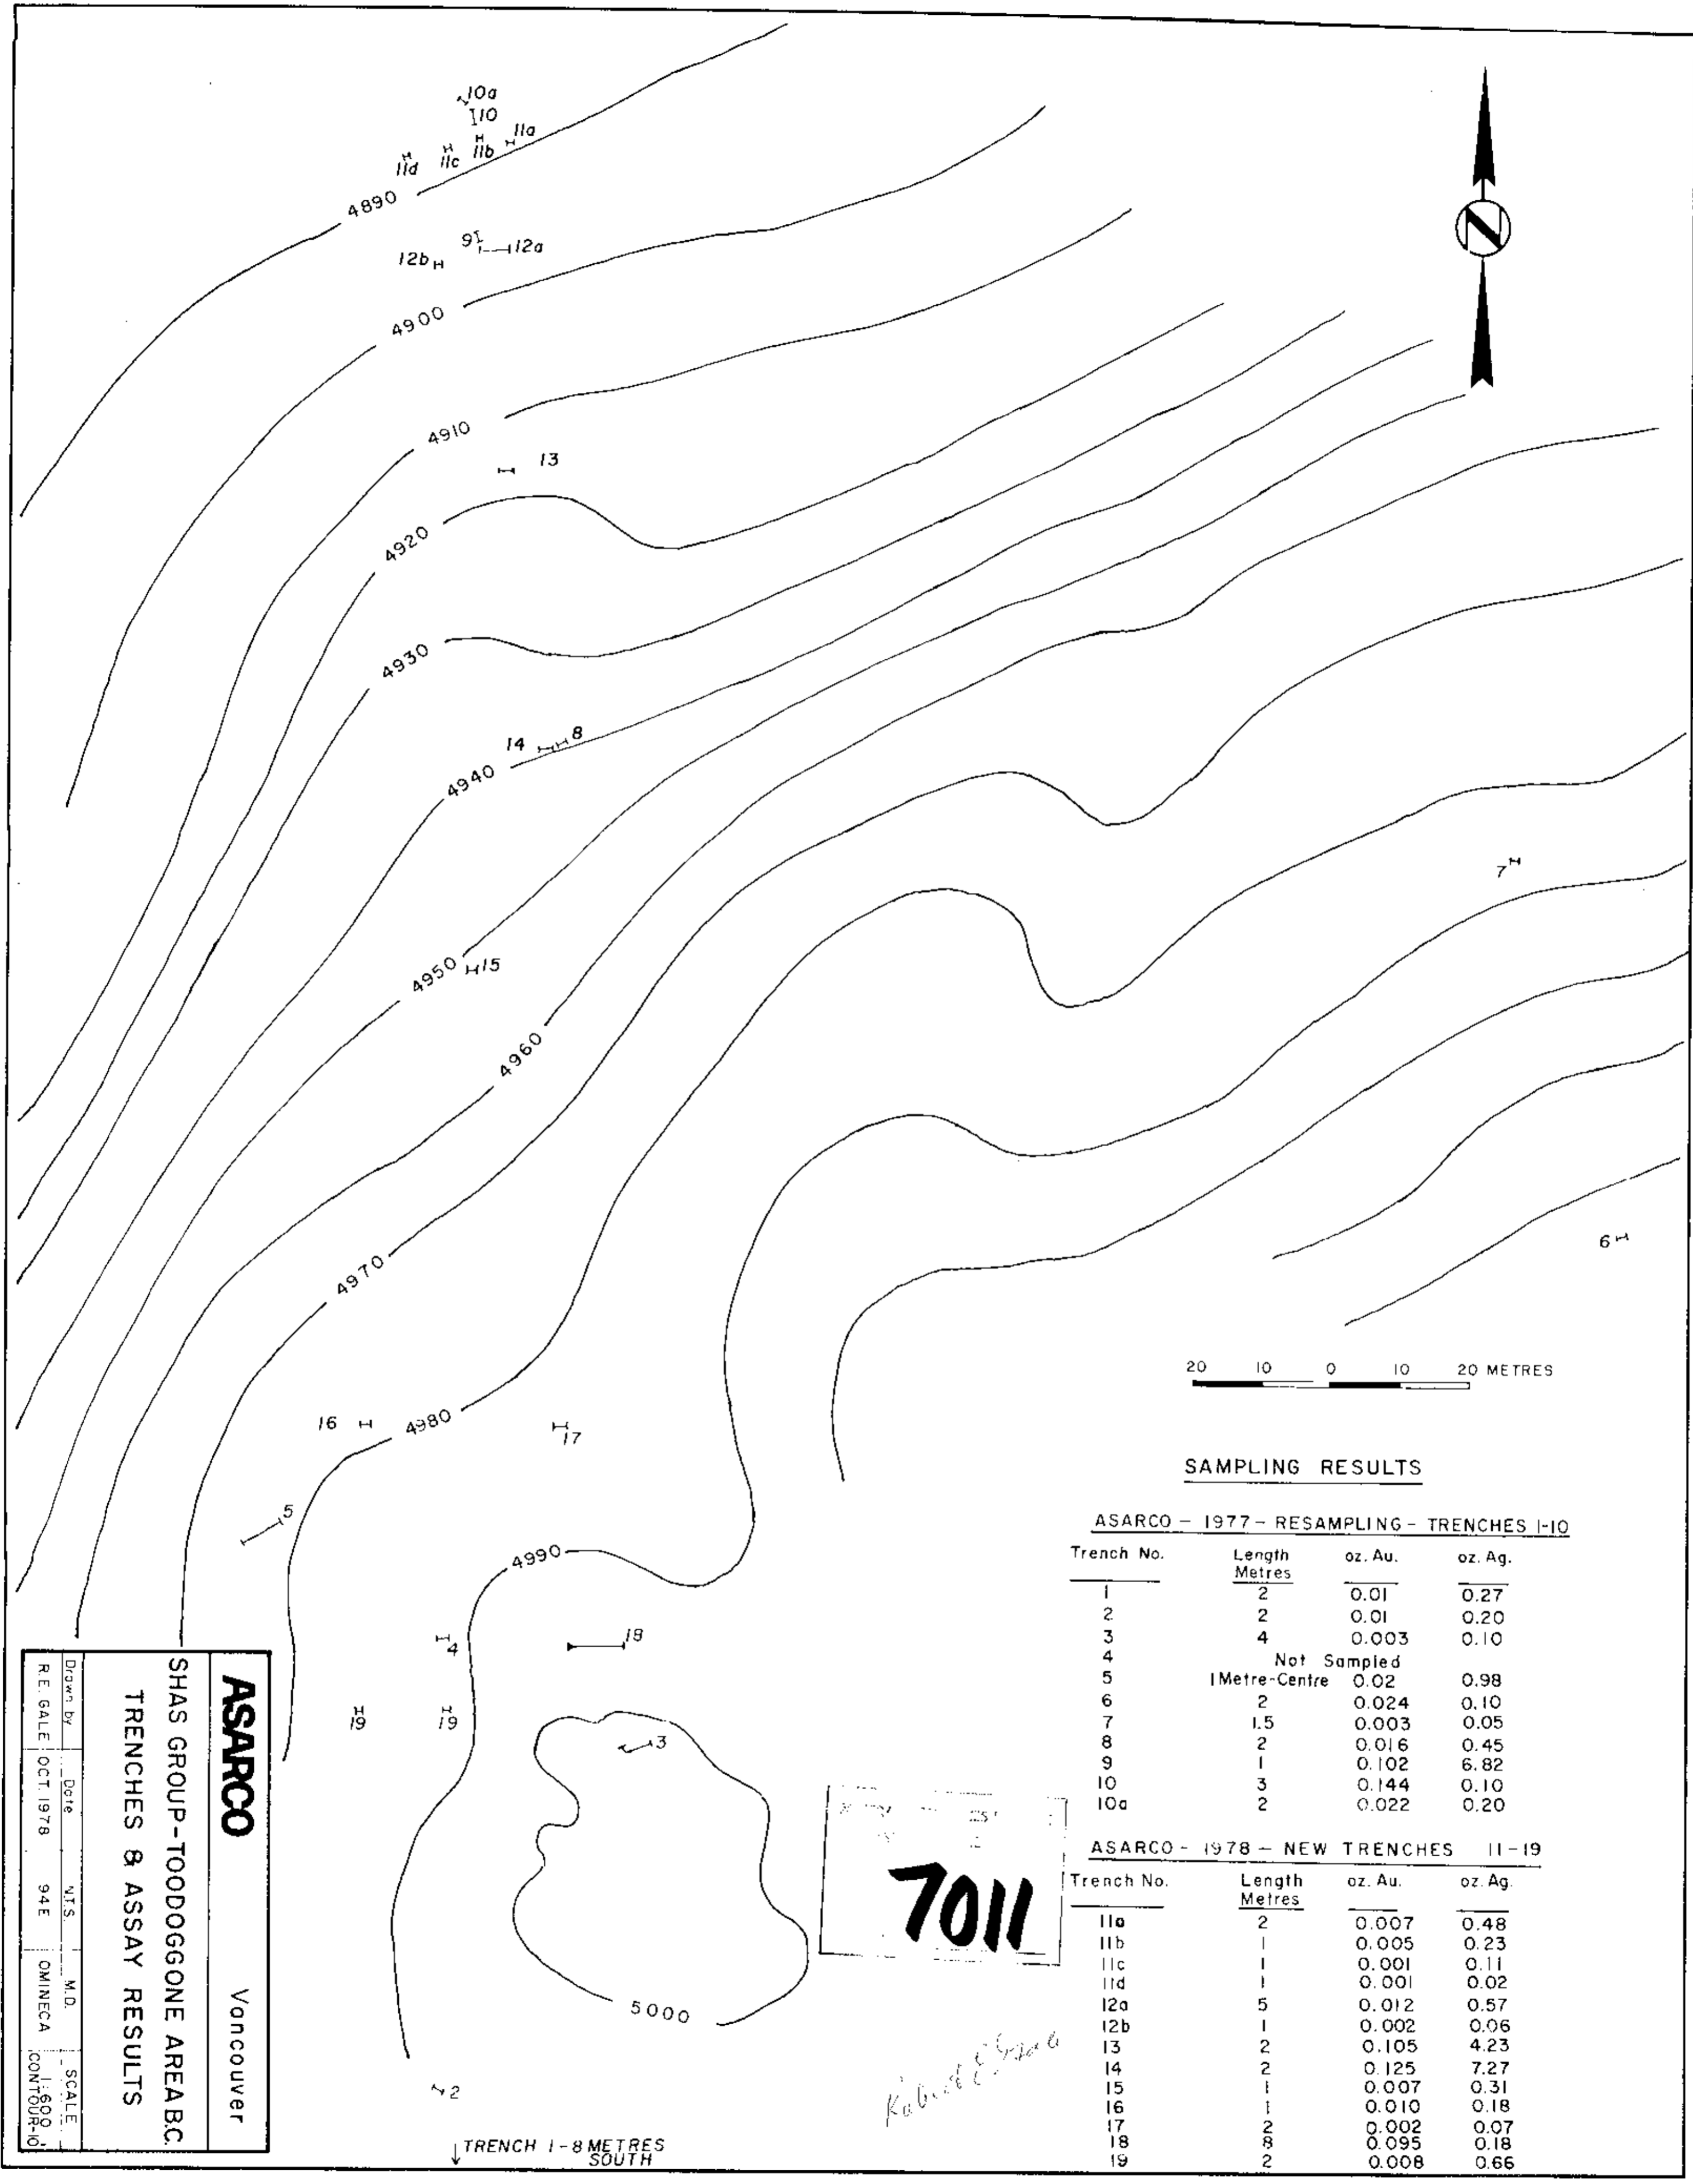 10a
10
11a
11b
11c
11d
4890
9
12a
12b
4900
4910
13
4920
4930
14
8
4940
7
4950
15
4960
6
4970
20 10 0 10 20 METRES
16
4980
17
SAMPLING RESULTS
5
ASARCO - 1977 - RESAMPLING - TRENCHES 1-10
Trench No. Length Metres oz. Au. oz. Ag.
1 2 0.01 0.27
2 2 0.01 0.20
3 4 0.003 0.10
4 Not Sampled
5 1 Metre-Centre 0.02 0.98
6 2 0.024 0.10
7 1.5 0.003 0.05
8 2 0.016 0.45
9 1 0.102 6.82
10 3 0.144 0.10
10a 2 0.022 0.20
4990
4
18
19
19
3
ASARCO - 1978 - NEW TRENCHES 11-19
Trench No. Length Metres oz. Au. oz. Ag.
11a 2 0.007 0.48
11b 1 0.005 0.23
11c 1 0.001 0.11
11d 1 0.001 0.02
12a 5 0.012 0.57
12b 1 0.002 0.06
13 2 0.105 4.23
14 2 0.125 7.27
15 1 0.007 0.31
16 1 0.010 0.18
17 2 0.002 0.07
18 8 0.095 0.18
19 2 0.008 0.66
7011
5000
2
TRENCH 1-8 METRES
SOUTH
ASARCO Vancouver
SHAS GROUP-TOODOGGONE AREA B.C.
TRENCHES & ASSAY RESULTS
Drawn by Date N.T.S. M.D. SCALE
R.E. GALE OCT. 1978 94E OMINECA 1:600
CONTOUR-10'
N